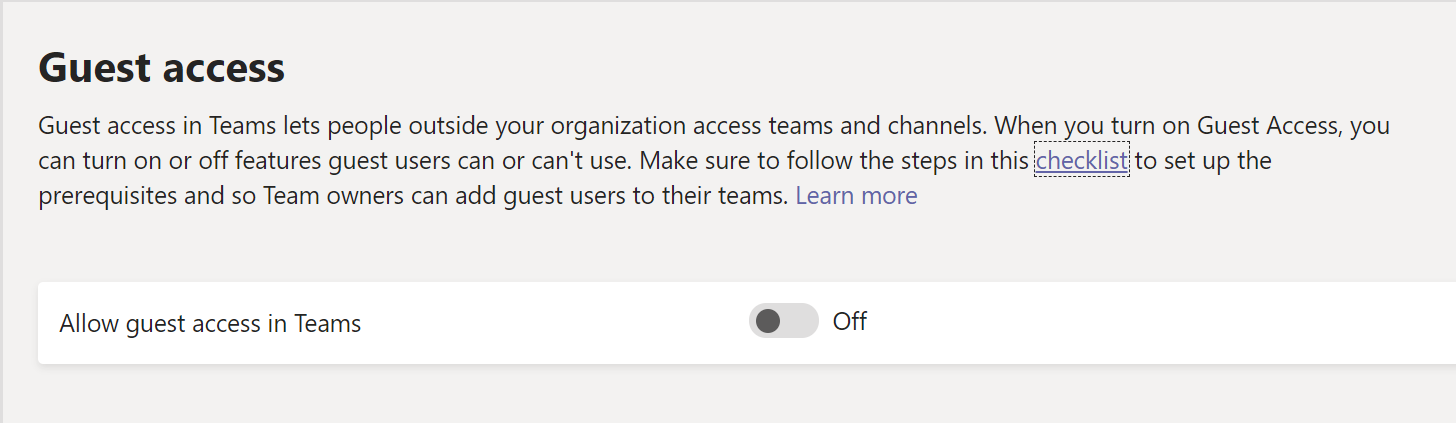 Guest access
Guest access in Teams lets people outside your organization access teams and channels. When you turn on Guest Access, you
can turn on or off features guest users can or can't use. Make sure to follow the steps in this checklist to set up the
prerequisites and so Team owners can add guest users to their teams. Learn more
Allow guest access in Teams Off